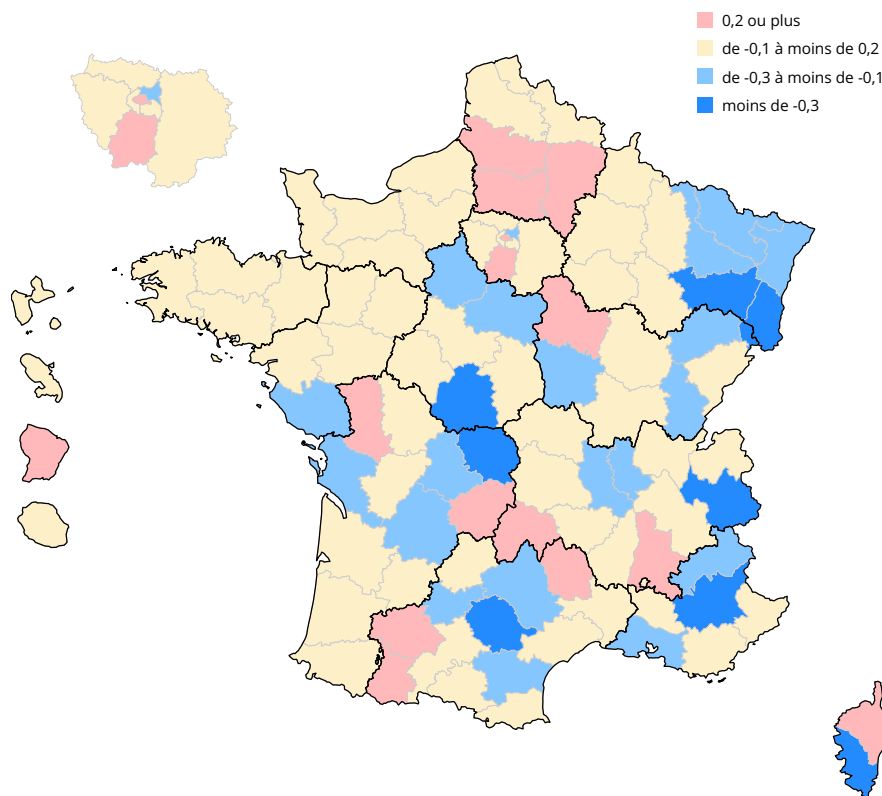 0,2 ou plus
de -0,1 à moins de 0,2
de -0,3 à moins de -0,1
moins de -0,3